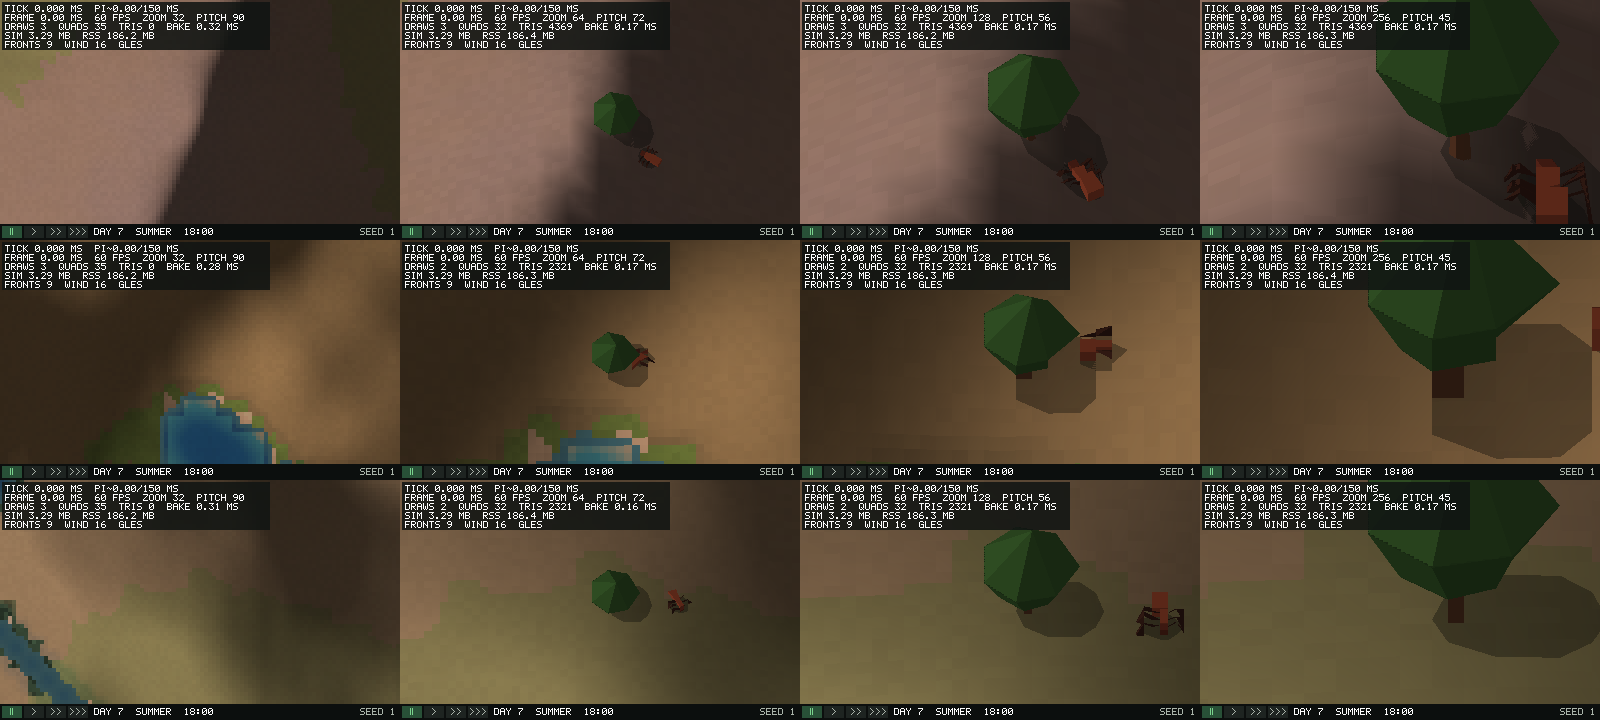 TICK 0.000 MS PI~0.00/150 MS
FRAME 0.00 MS 60 FPS ZOOM 32 PITCH 90
DRAWS 3 QUADS 35 TRIS 0 BAKE 0.32 MS
SIM 3.29 MB RSS 186.2 MB
FRONTS 9 WIND 16 GLES
II > >> >>> DAY 7 SUMMER 18:00 SEED 1
TICK 0.000 MS PI~0.00/150 MS
FRAME 0.00 MS 60 FPS ZOOM 64 PITCH 72
DRAWS 3 QUADS 32 TRIS 4369 BAKE 0.17 MS
SIM 3.29 MB RSS 186.4 MB
FRONTS 9 WIND 16 GLES
II > >> >>> DAY 7 SUMMER 18:00 SEED 1
TICK 0.000 MS PI~0.00/150 MS
FRAME 0.00 MS 60 FPS ZOOM 128 PITCH 56
DRAWS 3 QUADS 32 TRIS 4369 BAKE 0.17 MS
SIM 3.29 MB RSS 186.2 MB
FRONTS 9 WIND 16 GLES
II > >> >>> DAY 7 SUMMER 18:00 SEED 1
TICK 0.000 MS PI~0.00/150 MS
FRAME 0.00 MS 60 FPS ZOOM 256 PITCH 45
DRAWS 3 QUADS 32 TRIS 4369 BAKE 0.17 MS
SIM 3.29 MB RSS 186.3 MB
FRONTS 9 WIND 16 GLES
II > >> >>> DAY 7 SUMMER 18:00 SEED 1
TICK 0.000 MS PI~0.00/150 MS
FRAME 0.00 MS 60 FPS ZOOM 32 PITCH 90
DRAWS 3 QUADS 35 TRIS 0 BAKE 0.28 MS
SIM 3.29 MB RSS 186.2 MB
FRONTS 9 WIND 16 GLES
II > >> >>> DAY 7 SUMMER 18:00 SEED 1
TICK 0.000 MS PI~0.00/150 MS
FRAME 0.00 MS 60 FPS ZOOM 64 PITCH 72
DRAWS 2 QUADS 32 TRIS 2321 BAKE 0.17 MS
SIM 3.29 MB RSS 186.3 MB
FRONTS 9 WIND 16 GLES
II > >> >>> DAY 7 SUMMER 18:00 SEED 1
TICK 0.000 MS PI~0.00/150 MS
FRAME 0.00 MS 60 FPS ZOOM 128 PITCH 56
DRAWS 2 QUADS 32 TRIS 2321 BAKE 0.17 MS
SIM 3.29 MB RSS 186.3 MB
FRONTS 9 WIND 16 GLES
II > >> >>> DAY 7 SUMMER 18:00 SEED 1
TICK 0.000 MS PI~0.00/150 MS
FRAME 0.00 MS 60 FPS ZOOM 256 PITCH 45
DRAWS 2 QUADS 32 TRIS 2321 BAKE 0.17 MS
SIM 3.29 MB RSS 186.4 MB
FRONTS 9 WIND 16 GLES
II > >> >>> DAY 7 SUMMER 18:00 SEED 1
TICK 0.000 MS PI~0.00/150 MS
FRAME 0.00 MS 60 FPS ZOOM 32 PITCH 90
DRAWS 3 QUADS 35 TRIS 0 BAKE 0.31 MS
SIM 3.29 MB RSS 186.2 MB
FRONTS 9 WIND 16 GLES
II > >> >>> DAY 7 SUMMER 18:00 SEED 1
TICK 0.000 MS PI~0.00/150 MS
FRAME 0.00 MS 60 FPS ZOOM 64 PITCH 72
DRAWS 2 QUADS 32 TRIS 2321 BAKE 0.16 MS
SIM 3.29 MB RSS 186.4 MB
FRONTS 9 WIND 16 GLES
II > >> >>> DAY 7 SUMMER 18:00 SEED 1
TICK 0.000 MS PI~0.00/150 MS
FRAME 0.00 MS 60 FPS ZOOM 128 PITCH 56
DRAWS 2 QUADS 32 TRIS 2321 BAKE 0.17 MS
SIM 3.29 MB RSS 186.3 MB
FRONTS 9 WIND 16 GLES
II > >> >>> DAY 7 SUMMER 18:00 SEED 1
TICK 0.000 MS PI~0.00/150 MS
FRAME 0.00 MS 60 FPS ZOOM 256 PITCH 45
DRAWS 2 QUADS 32 TRIS 2321 BAKE 0.17 MS
SIM 3.29 MB RSS 186.3 MB
FRONTS 9 WIND 16 GLES
II > >> >>> DAY 7 SUMMER 18:00 SEED 1